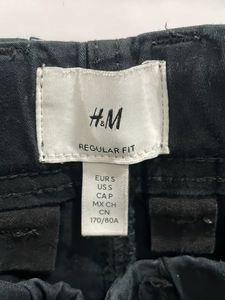 H&M
REGULAR FIT
EUR S
US S
CA P
MX CH
CN
170/80A